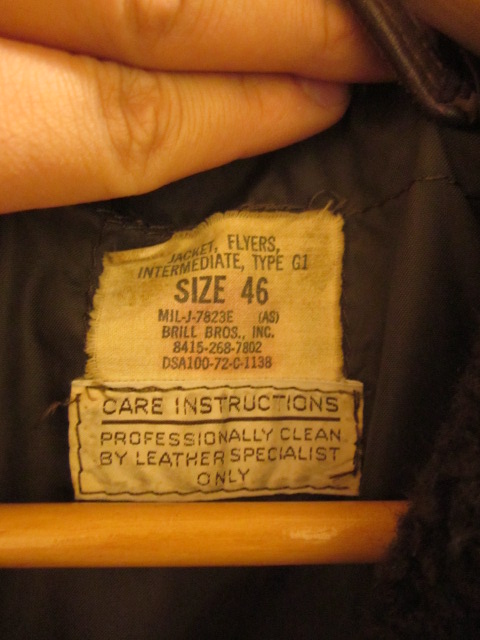 JACKET, FLYERS,
INTERMEDIATE, TYPE G1
SIZE 46
MIL-J-7823E (AS)
BRILL BROS., INC.
8415-268-7802
DSA100-72-C-1138
CARE INSTRUCTIONS
PROFESSIONALLY CLEAN
BY LEATHER SPECIALIST
ONLY